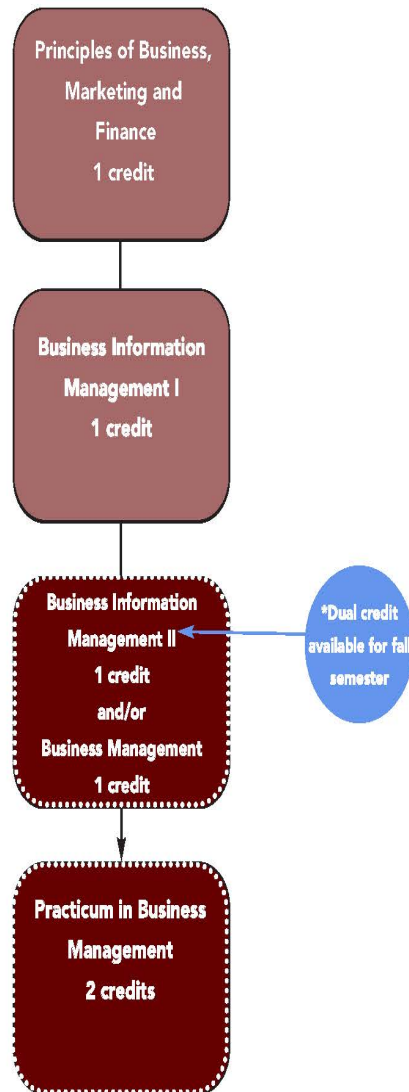 Principles of Business,
Marketing and
Finance
1 credit
Business Information
Management I
1 credit
Business Information
Management II
1 credit
and/or
Business Management
1 credit
*Dual credit
available for fall
semester
Practicum in Business
Management
2 credits